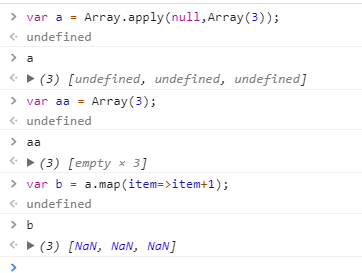 > var a = Array.apply(null,Array(3));
< undefined
> a
< ▶ (3) [undefined, undefined, undefined]
> var aa = Array(3);
< undefined
> aa
< ▶ (3) [empty × 3]
> var b = a.map(item=>item+1);
< undefined
> b
< ▶ (3) [NaN, NaN, NaN]
>